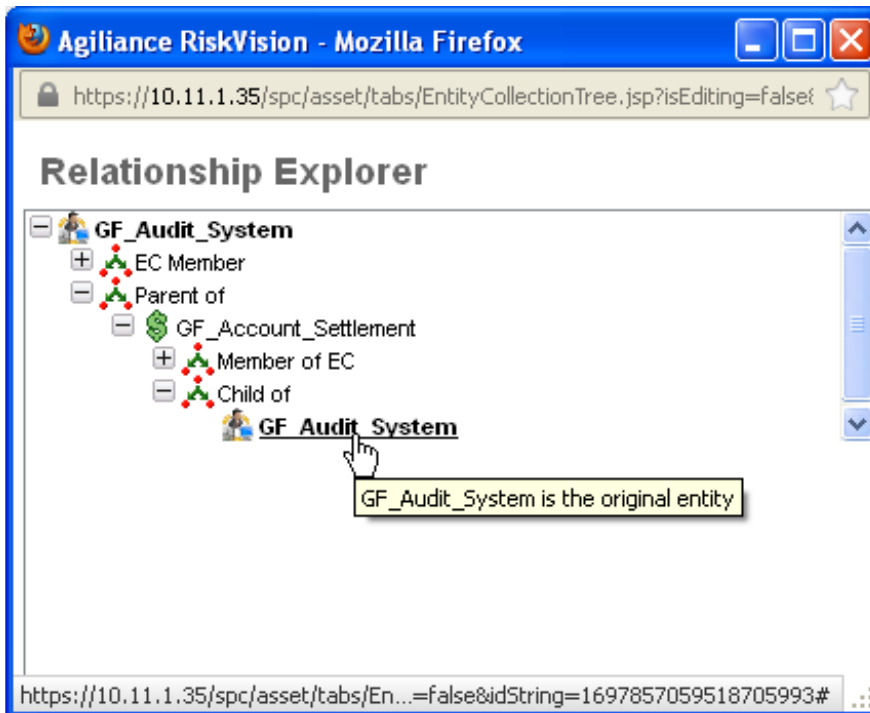 Agiliance RiskVision - Mozilla Firefox
https://10.11.1.35/spc/asset/tabs/EntityCollectionTree.jsp?isEditing=false&
Relationship Explorer
GF_Audit_System
EC Member
Parent of
GF_Account_Settlement
Member of EC
Child of
GF_Audit_System
GF_Audit_System is the original entity
https://10.11.1.35/spc/asset/tabs/En...=false&idString=1697857059518705993#